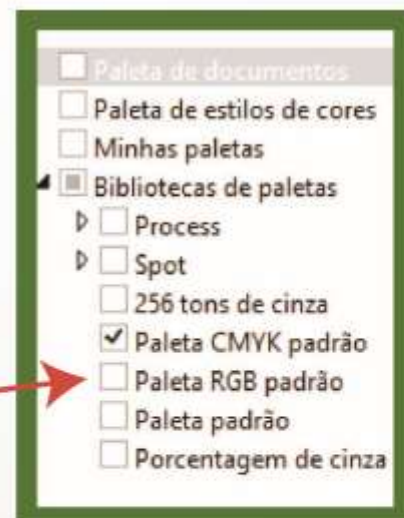 Paleta de documentos
Paleta de estilos de cores
Minhas paletas
Bibliotecas de paletas
Process
Spot
256 tons de cinza
Paleta CMYK padrão
Paleta RGB padrão
Paleta padrão
Porcentagem de cinza